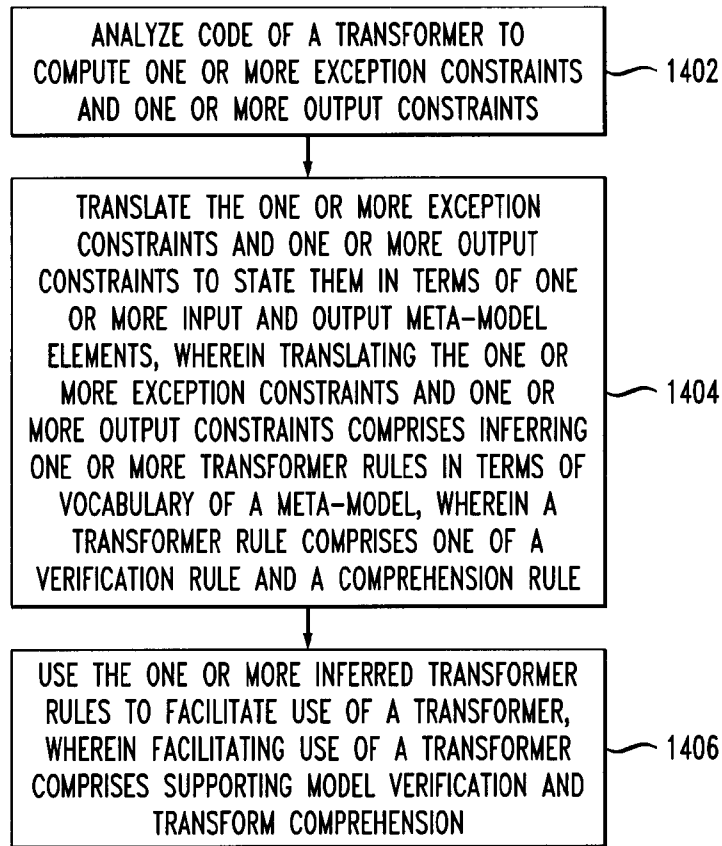 ANALYZE CODE OF A TRANSFORMER TO
COMPUTE ONE OR MORE EXCEPTION CONSTRAINTS
AND ONE OR MORE OUTPUT CONSTRAINTS
1402
TRANSLATE THE ONE OR MORE EXCEPTION
CONSTRAINTS AND ONE OR MORE OUTPUT
CONSTRAINTS TO STATE THEM IN TERMS OF ONE
OR MORE INPUT AND OUTPUT META-MODEL
ELEMENTS, WHEREIN TRANSLATING THE ONE OR
MORE EXCEPTION CONSTRAINTS AND ONE OR
MORE OUTPUT CONSTRAINTS COMPRISES INFERRING
ONE OR MORE TRANSFORMER RULES IN TERMS OF
VOCABULARY OF A META-MODEL, WHEREIN A
TRANSFORMER RULE COMPRISES ONE OF A
VERIFICATION RULE AND A COMPREHENSION RULE
1404
USE THE ONE OR MORE INFERRED TRANSFORMER
RULES TO FACILITATE USE OF A TRANSFORMER,
WHEREIN FACILITATING USE OF A TRANSFORMER
COMPRISES SUPPORTING MODEL VERIFICATION AND
TRANSFORM COMPREHENSION
1406